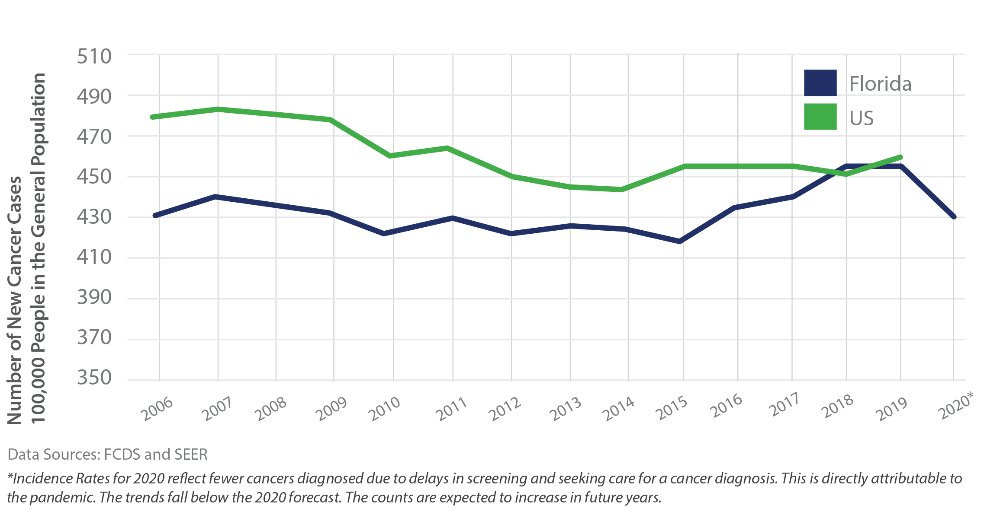 Number of New Cancer Cases
100,000 People in the General Population
510
490
470
450
430
410
390
370
350
Florida
US
2006 2007 2008 2009 2010 2011 2012 2013 2014 2015 2016 2017 2018 2019 2020*
Data Sources: FCDS and SEER
*Incidence Rates for 2020 reflect fewer cancers diagnosed due to delays in screening and seeking care for a cancer diagnosis. This is directly attributable to
the pandemic. The trends fall below the 2020 forecast. The counts are expected to increase in future years.